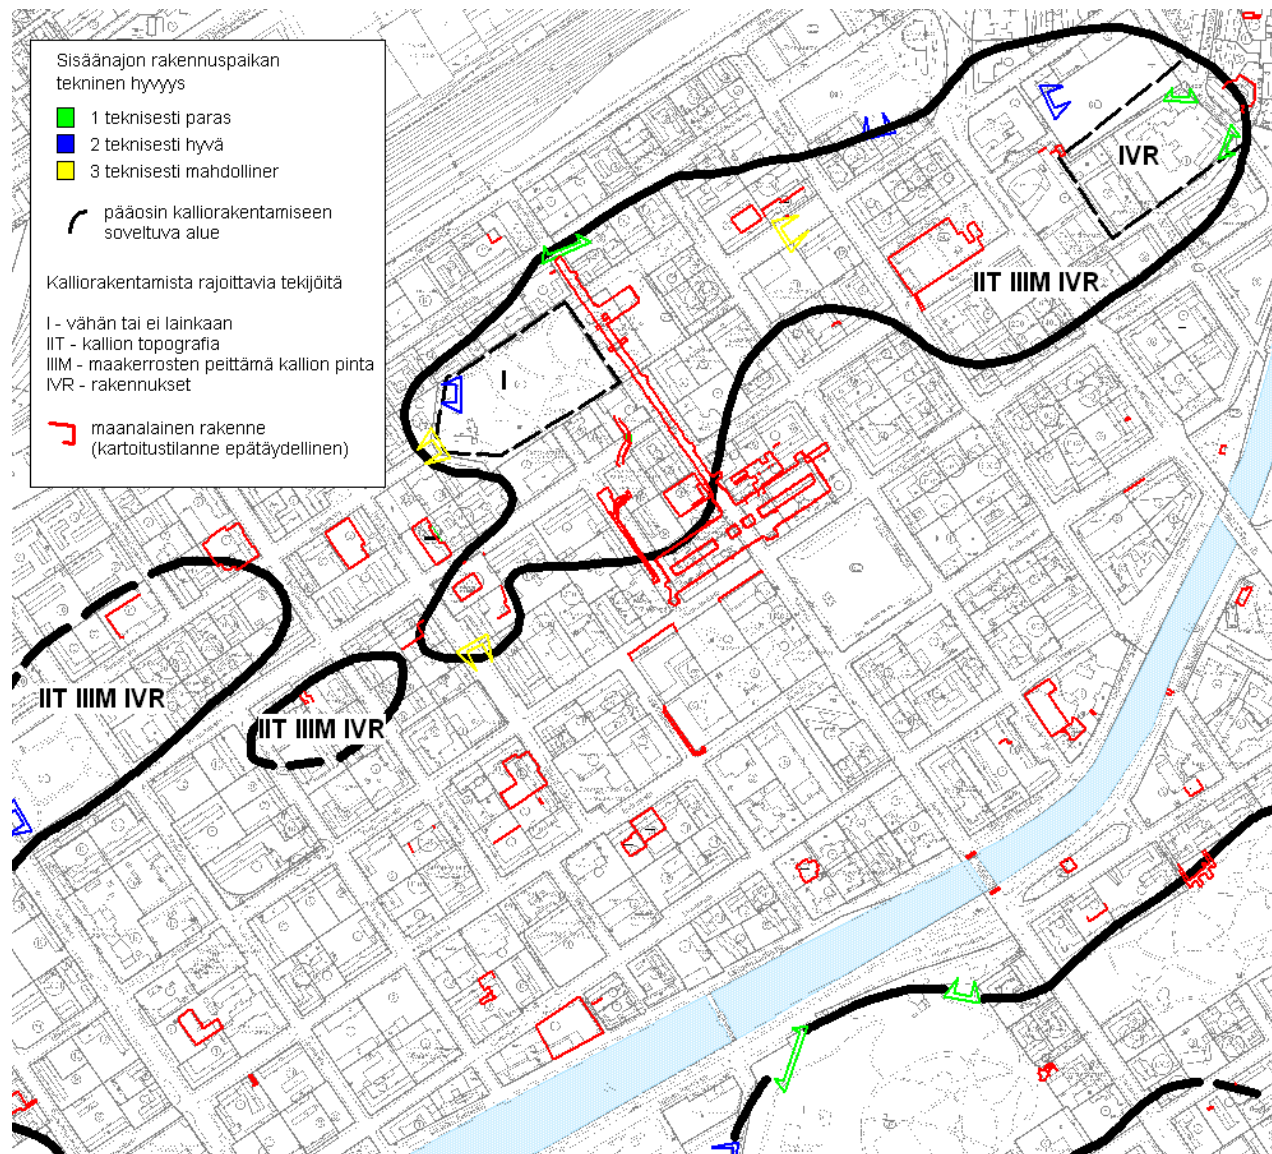 Sisäänajon rakennuspaikan
tekninen hyvyys
1 teknisesti paras
2 teknisesti hyvä
3 teknisesti mahdolliner
pääosin kalliorakentamiseen
soveltuva alue
Kalliorakentamista rajoittavia tekijöitä
I - vähän tai ei lainkaan
IIT - kallion topografia
IIIM - maakerrosten peittämä kallion pinta
IVR - rakennukset
maanalainen rakenne
(kartoitustilanne epätäydellinen)
IVR
IIT IIIM IVR
I
IIT IIIM IVR
IIT IIIM IVR